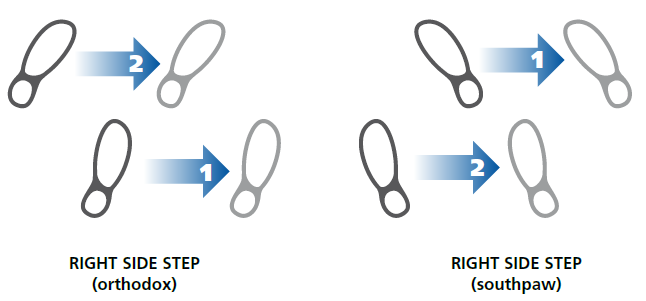 2
1
1
2
RIGHT SIDE STEP
(orthodox)
RIGHT SIDE STEP
(southpaw)